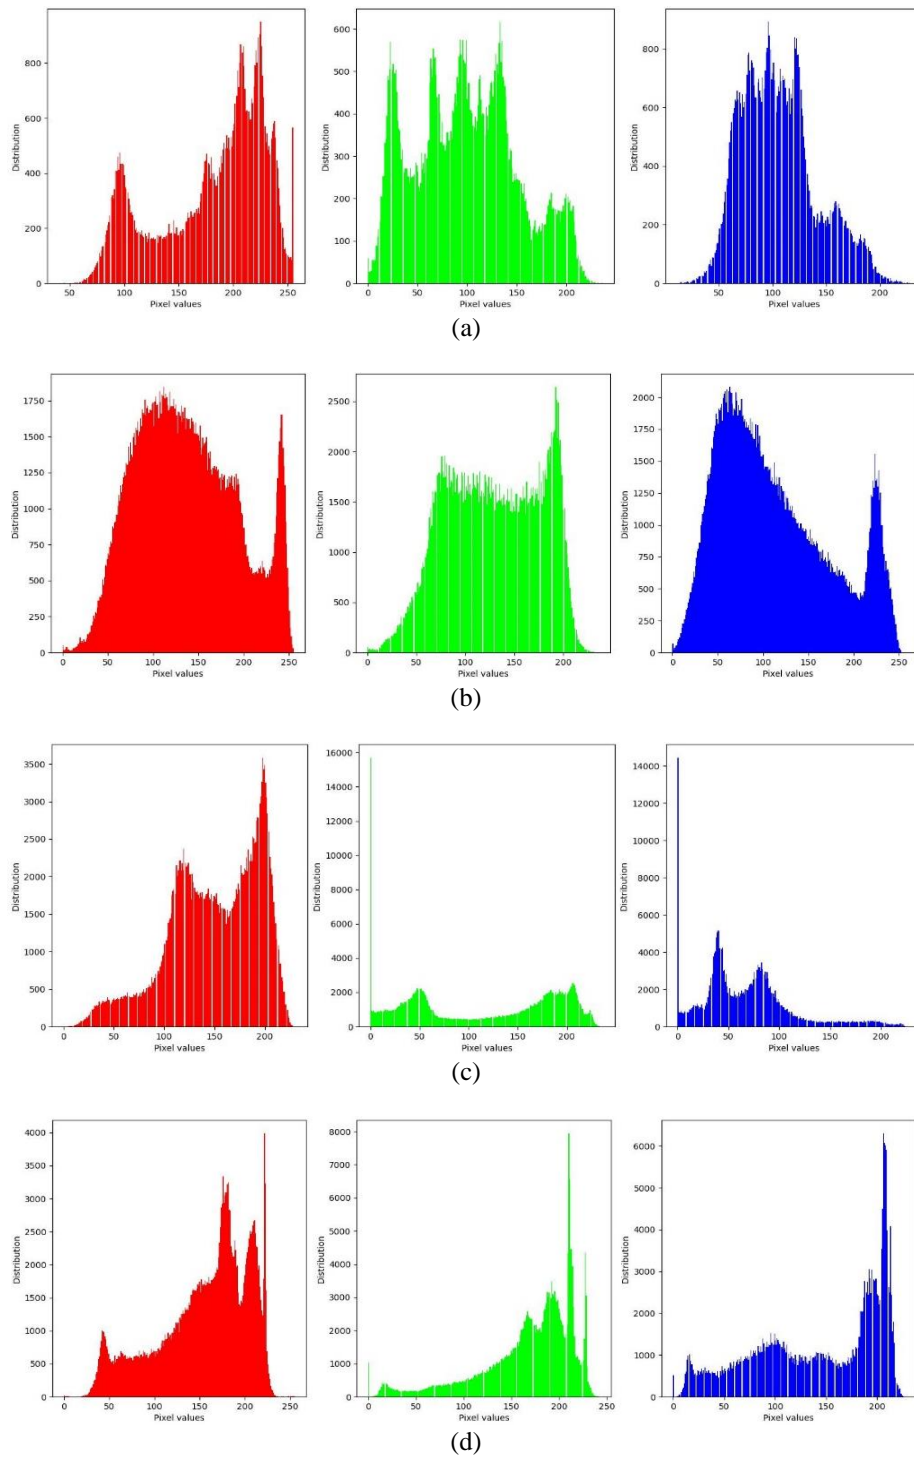 Distribution
800
600
400
200
0
50 100 150 200 250
Pixel values
Distribution
600
500
400
300
200
100
0
0 50 100 150 200
Pixel values
Distribution
800
600
400
200
0
50 100 150 200
Pixel values
(a)
Distribution
1750
1500
1250
1000
750
500
250
0
0 50 100 150 200 250
Pixel values
Distribution
2500
2000
1500
1000
500
0
0 50 100 150 200
Pixel values
Distribution
2000
1750
1500
1250
1000
750
500
250
0
0 50 100 150 200 250
Pixel values
(b)
Distribution
3500
3000
2500
2000
1500
1000
500
0
0 50 100 150 200
Pixel values
Distribution
16000
14000
12000
10000
8000
6000
4000
2000
0
0 50 100 150 200
Pixel values
Distribution
14000
12000
10000
8000
6000
4000
2000
0
0 50 100 150 200
Pixel values
(c)
Distribution
4000
3500
3000
2500
2000
1500
1000
500
0
0 50 100 150 200 250
Pixel values
Distribution
8000
7000
6000
5000
4000
3000
2000
1000
0
0 50 100 150 200 250
Pixel values
Distribution
6000
5000
4000
3000
2000
1000
0
0 50 100 150 200
Pixel values
(d)